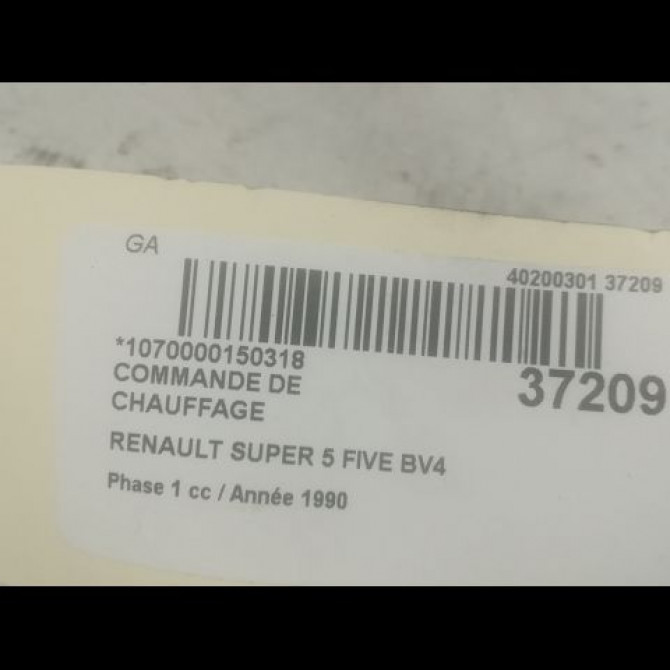 GA
40200301 37209
*1070000150318
37209
COMMANDE DE
CHAUFFAGE
RENAULT SUPER 5 FIVE BV4
Phase 1 cc / Année 1990